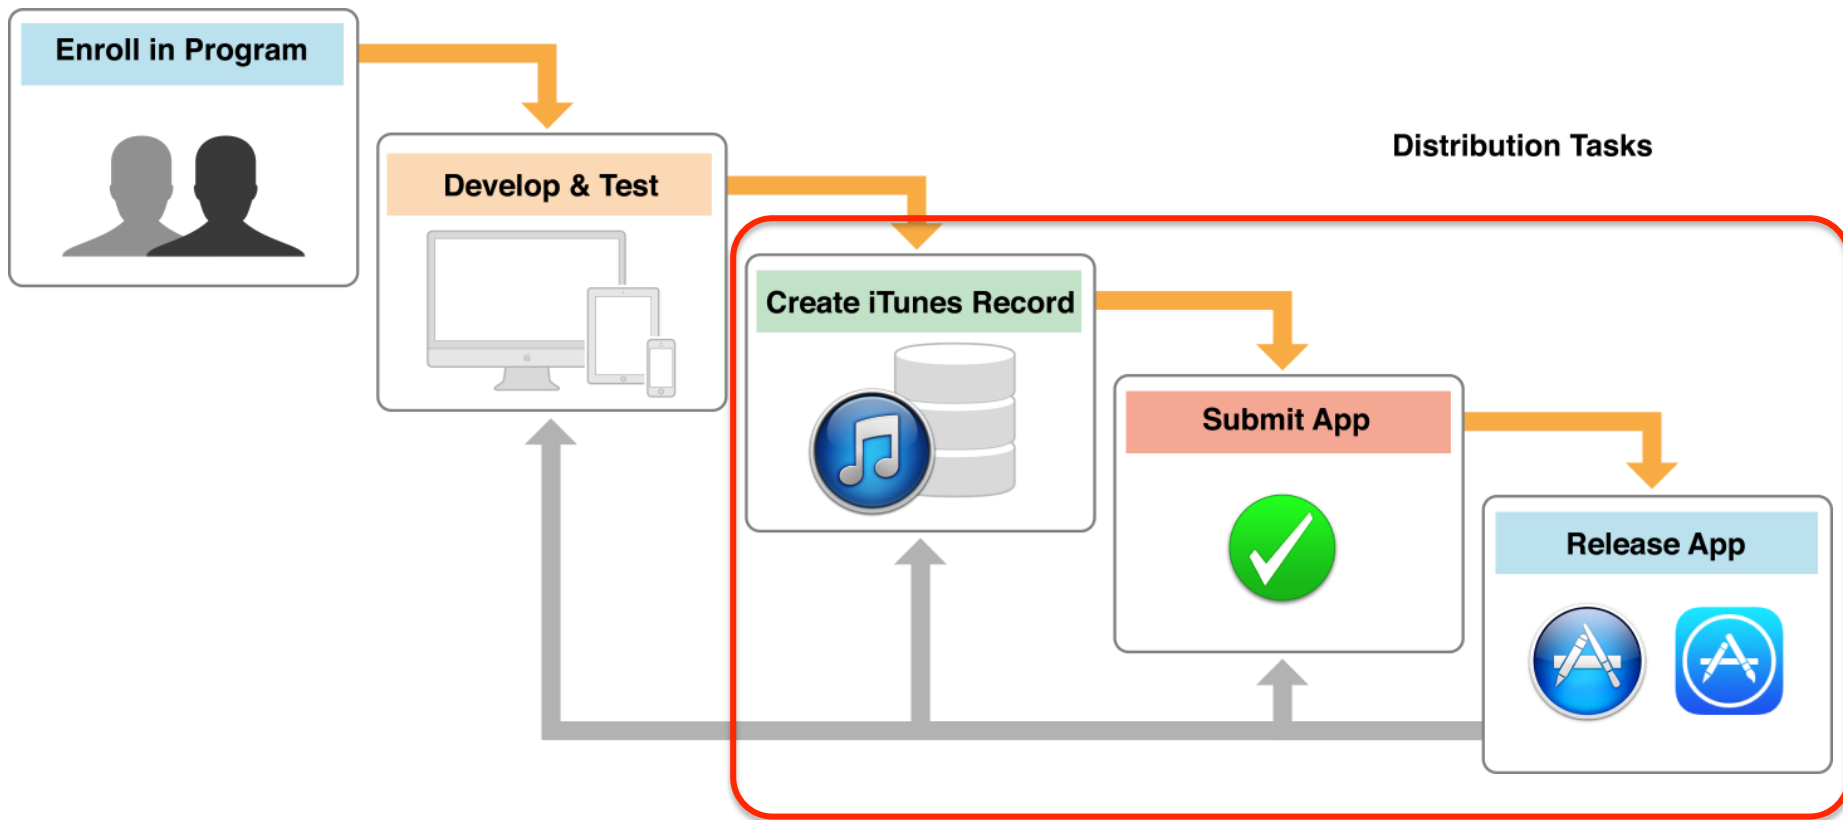 Enroll in Program
Develop & Test
Distribution Tasks
Create iTunes Record
Submit App
Release App